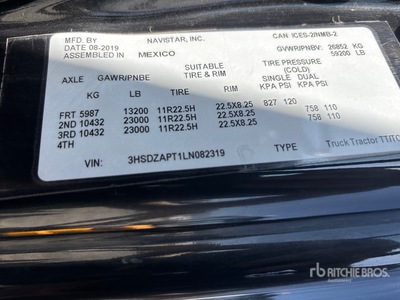 MFD. BY NAVISTAR, INC. CAN ICES-2/NMB-2
DATE 08-2019 GVWR/PNBV: 26852 KG
ASSEMBLED IN MEXICO 59200 LB
SUITABLE TIRE PRESSURE
AXLE GAWR/PNBE TIRE & RIM RIM (COLD)
SINGLE DUAL
KG LB KPA PSI KPA PSI
FRT 5987 13200 11R22.5H 22.5X8.25 827 120
2ND 10432 23000 11R22.5H 22.5X8.25 758 110
3RD 10432 23000 11R22.5H 22.5X8.25 758 110
4TH
VIN: 3HSDZAPT1LN082319 TYPE Truck Tractor TT/TC
rb RITCHIE BROS.
Auctioneers